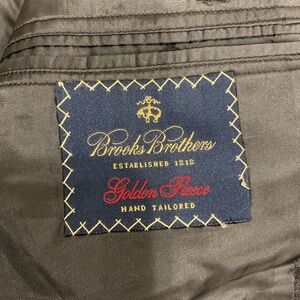 Brooks Brothers
ESTABLISHED 1818
Golden Fleece
HAND TAILORED